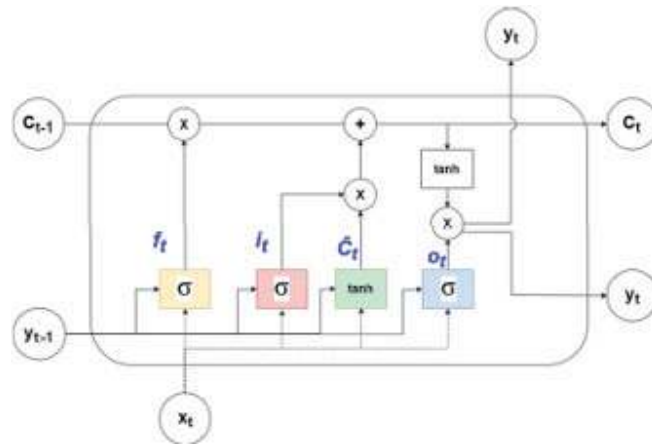 yₜ
Cₜ₋₁ x + Cₜ
tanh
x
x
fₜ iₜ Ĉₜ oₜ
σ σ tanh σ
yₜ
yₜ₋₁
xₜ